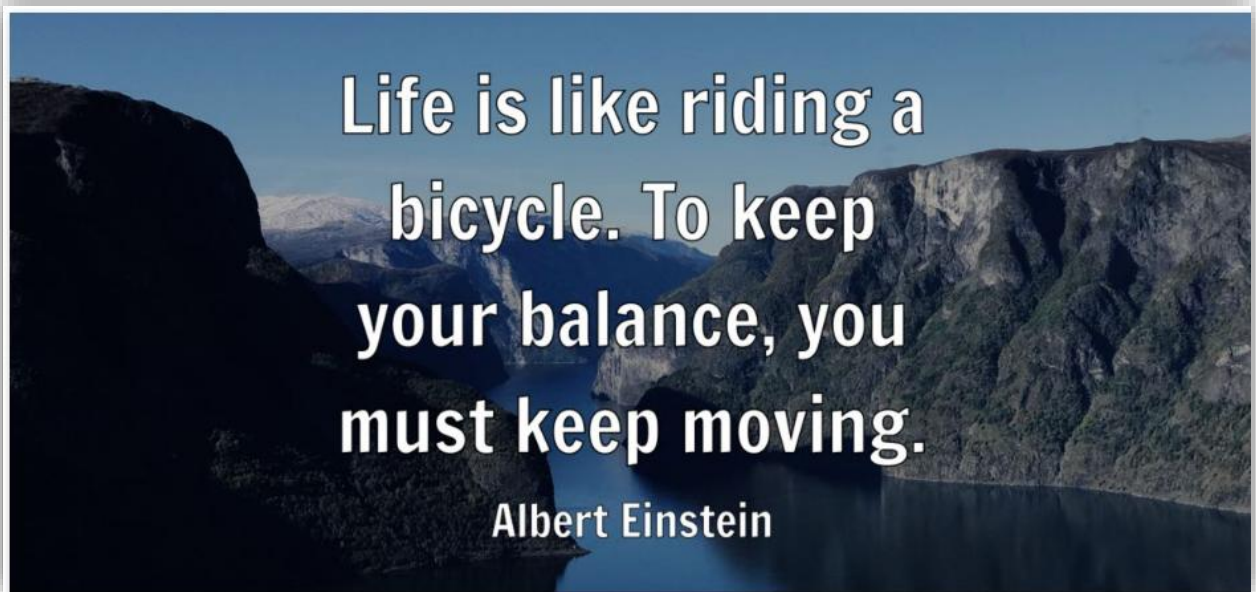 Life is like riding a
bicycle. To keep
your balance, you
must keep moving.
Albert Einstein